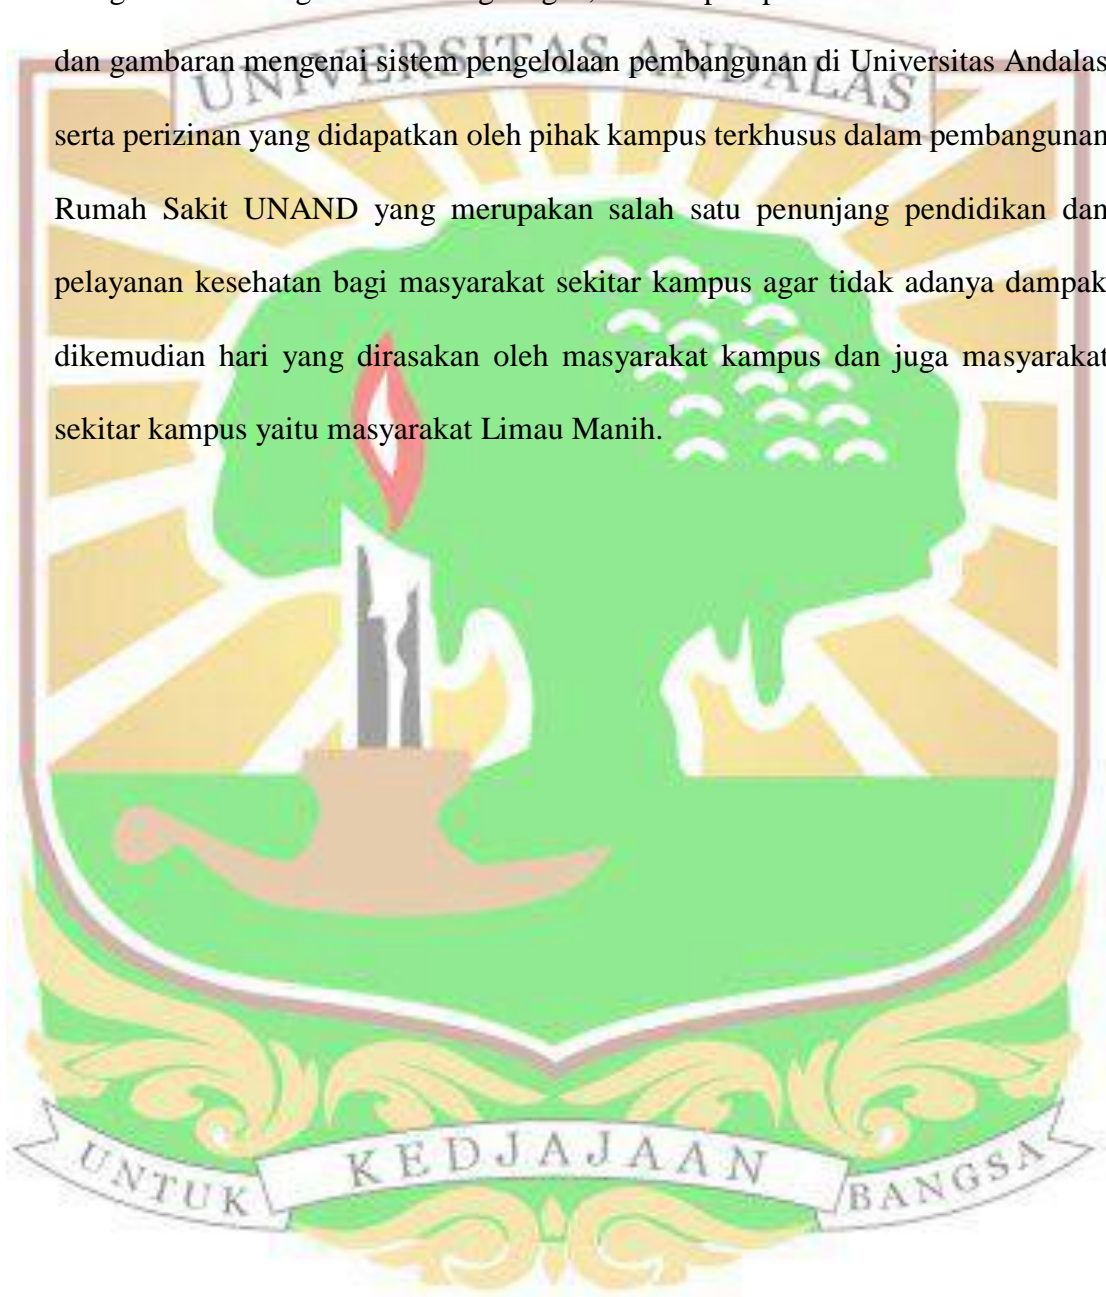 UNIVERSITAS ANDALAS
dan gambaran mengenai sistem pengelolaan pembangunan di Universitas Andalas
serta perizinan yang didapatkan oleh pihak kampus terkhusus dalam pembangunan
Rumah Sakit UNAND yang merupakan salah satu penunjang pendidikan dan
pelayanan kesehatan bagi masyarakat sekitar kampus agar tidak adanya dampak
dikemudian hari yang dirasakan oleh masyarakat kampus dan juga masyarakat
sekitar kampus yaitu masyarakat Limau Manih.
UNTUK KEDJAJAAN BANGSA